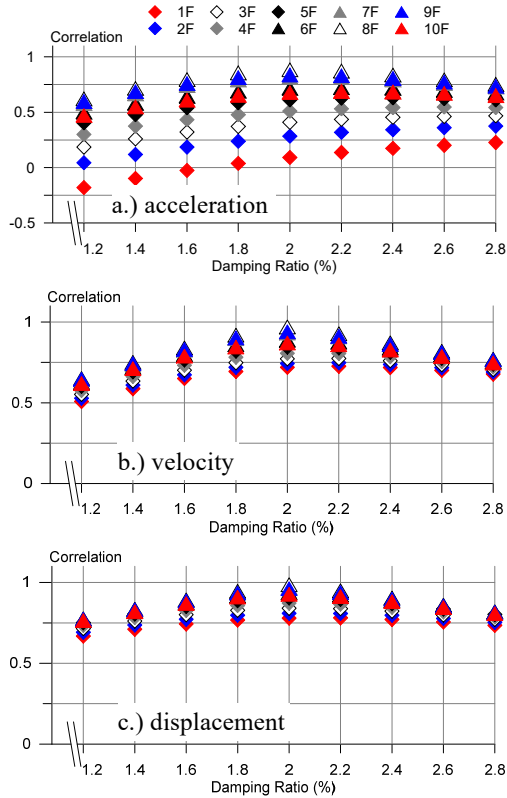 1F 3F 5F 7F 9F
2F 4F 6F 8F 10F
Correlation
1
0.5
0
-0.5
a.) acceleration
1.2 1.4 1.6 1.8 2 2.2 2.4 2.6 2.8
Damping Ratio (%)
Correlation
1
0.5
0
b.) velocity
1.2 1.4 1.6 1.8 2 2.2 2.4 2.6 2.8
Damping Ratio (%)
Correlation
1
0.5
0
c.) displacement
1.2 1.4 1.6 1.8 2 2.2 2.4 2.6 2.8
Damping Ratio (%)